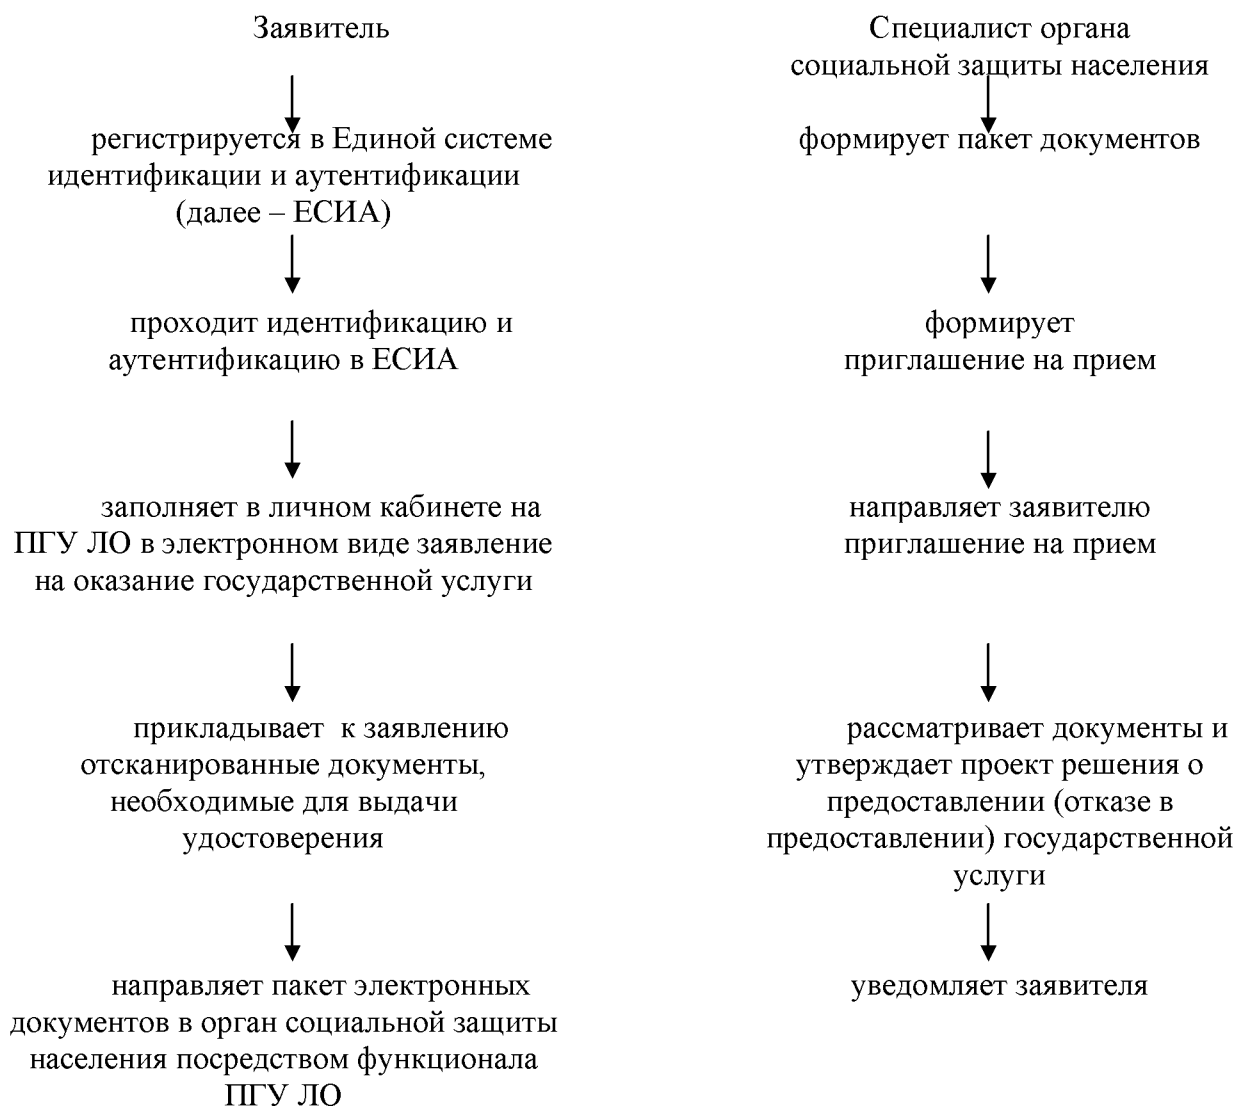 Заявитель
регистрируется в Единой системе
идентификации и аутентификации
(далее – ЕСИА)
проходит идентификацию и
аутентификацию в ЕСИА
заполняет в личном кабинете на
ПГУ ЛО в электронном виде заявление
на оказание государственной услуги
прикладывает к заявлению
отсканированные документы,
необходимые для выдачи
удостоверения
направляет пакет электронных
документов в орган социальной защиты
населения посредством функционала
ПГУ ЛО
Специалист органа
социальной защиты населения
формирует пакет документов
формирует
приглашение на прием
направляет заявителю
приглашение на прием
рассматривает документы и
утверждает проект решения о
предоставлении (отказе в
предоставлении) государственной
услуги
уведомляет заявителя